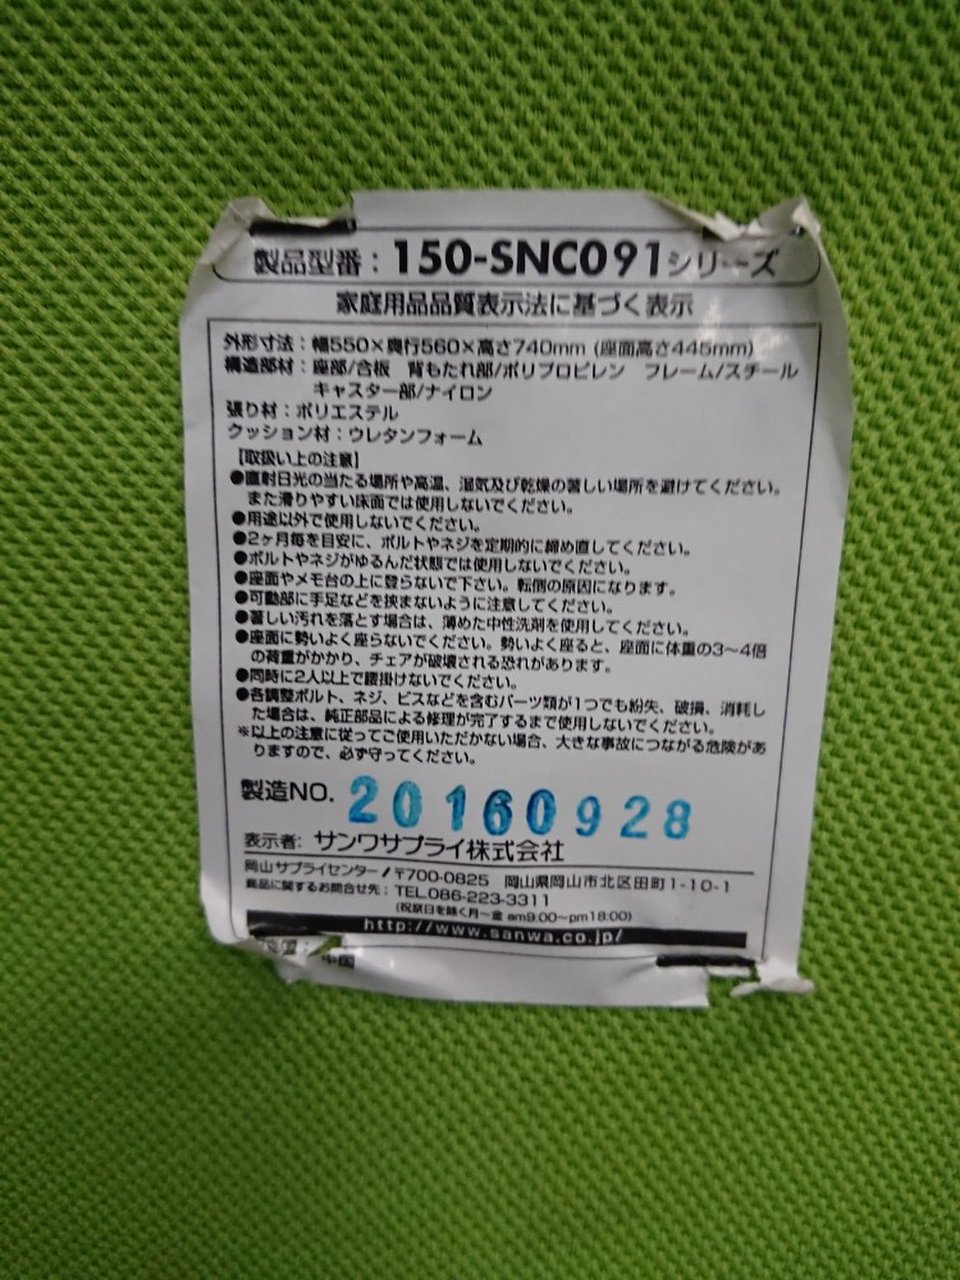 製品型番：150-SNC091シリーズ
家庭用品品質表示法に基づく表示
外形寸法：幅550×奥行560×高さ740mm（座面高さ445mm）
構造部材：座部/合板　背もたれ部/ポリプロピレン　フレーム/スチール
キャスター部/ナイロン
張り材：ポリエステル
クッション材：ウレタンフォーム
【取扱い上の注意】
●直射日光の当たる場所や高温、湿気及び乾燥の著しい場所を避けてください。
また滑りやすい床面では使用しないでください。
●用途以外で使用しないでください。
●2ヶ月毎を目安に、ボルトやネジを定期的に締め直してください。
●ボルトやネジがゆるんだ状態では使用しないでください。
●座面やメモ台の上に登らないで下さい。転倒の原因になります。
●可動部に手足などを挟まないように注意してください。
●著しい汚れを落とす場合は、薄めた中性洗剤を使用してください。
●座面に勢いよく座らないでください。勢いよく座ると、座面に体重の3〜4倍
の荷重がかかり、チェアが破壊される恐れがあります。
●同時に2人以上で腰掛けないでください。
●各調整ボルト、ネジ、ビスなどを含むパーツ類が1つでも紛失、破損、消耗し
た場合は、純正部品による修理が完了するまで使用しないでください。
※以上の注意に従ってご使用いただかない場合、大きな事故につながる危険があ
りますので、必ず守ってください。
製造NO. 20160928
表示者：サンワサプライ株式会社
岡山サプライセンター／〒700-0825　岡山県岡山市北区田町1-10-1
商品に関するお問合せ先：TEL.086-223-3311
（祝祭日を除く月〜金 am9:00〜pm18:00）
http://www.sanwa.co.jp/
中国